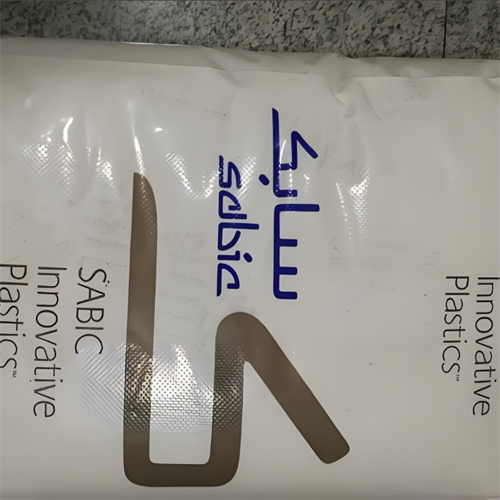 سابك
sabic
Innovative
Plastics™
SABIC
Innovative
Plastics™